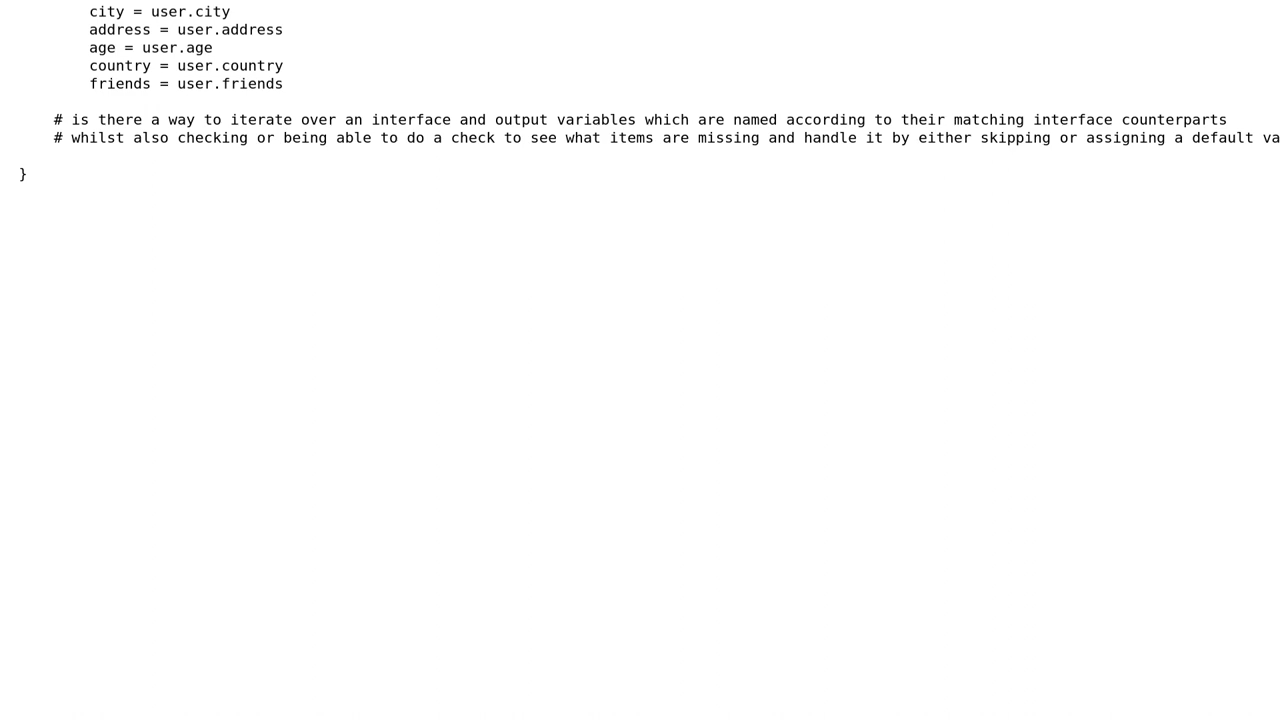 city = user.city
address = user.address
age = user.age
country = user.country
friends = user.friends
# is there a way to iterate over an interface and output variables which are named according to their matching interface counterparts
# whilst also checking or being able to do a check to see what items are missing and handle it by either skipping or assigning a default va
}